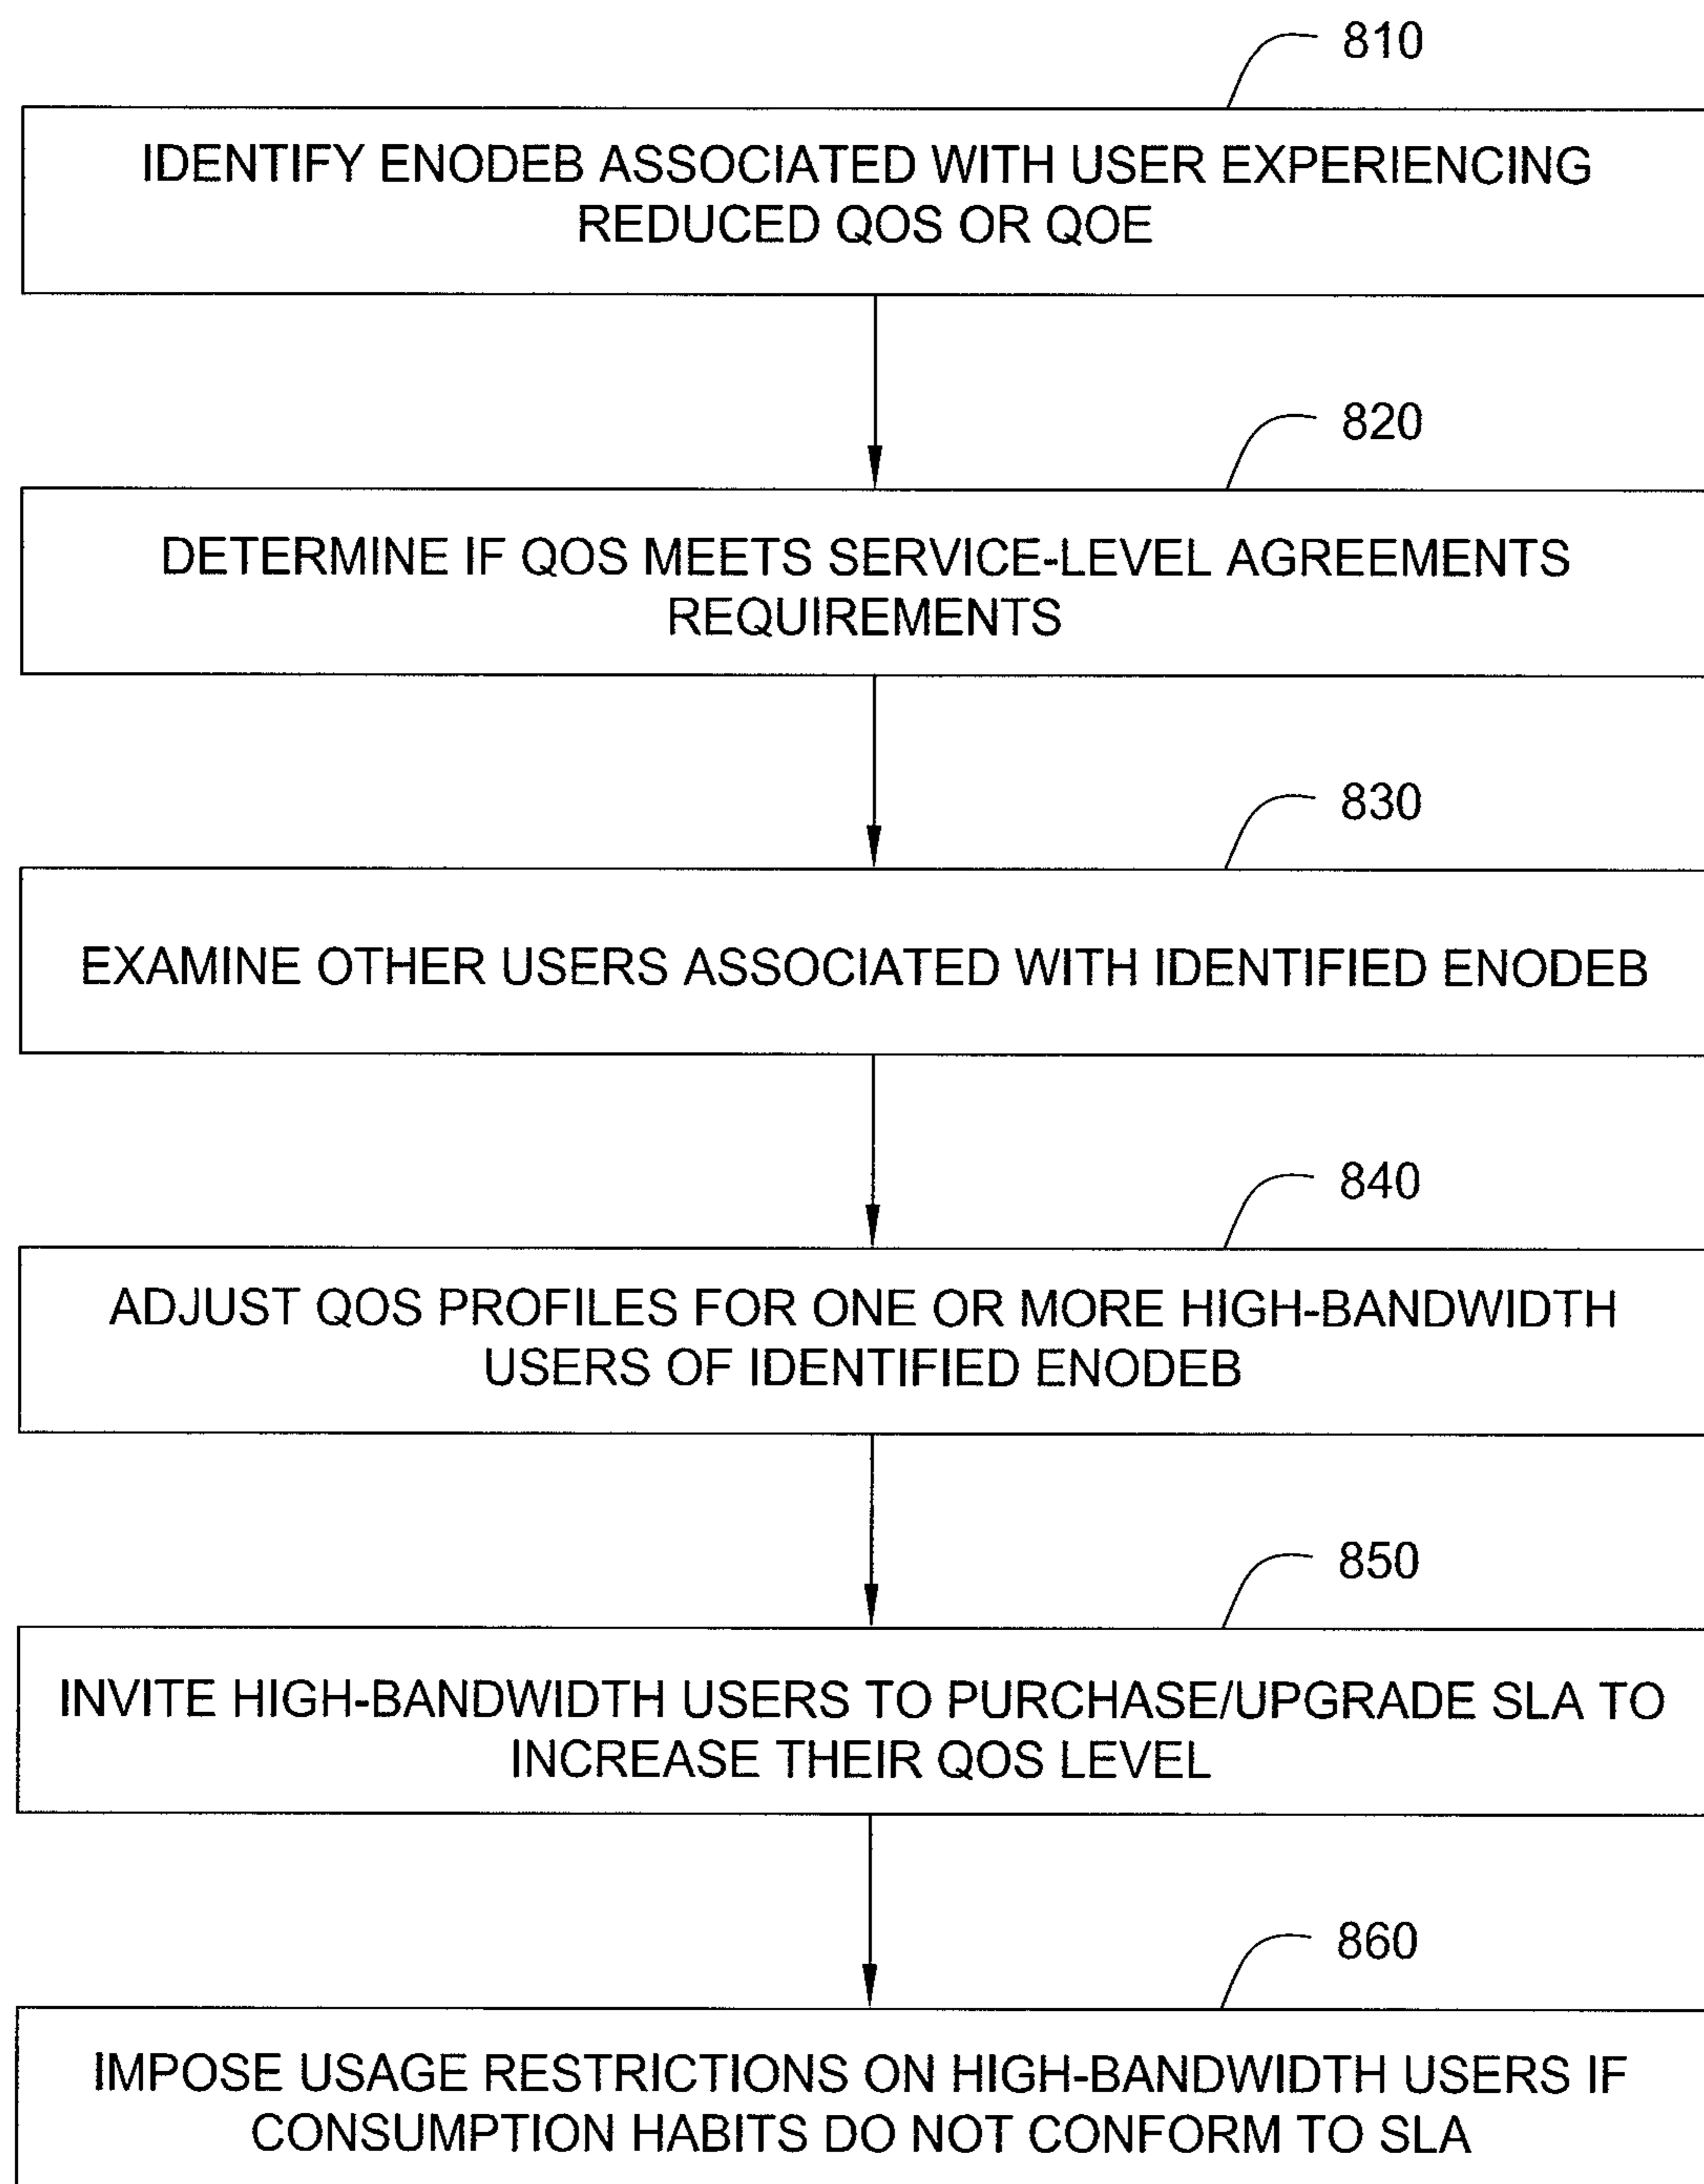 810
IDENTIFY ENODEB ASSOCIATED WITH USER EXPERIENCING
REDUCED QOS OR QOE
820
DETERMINE IF QOS MEETS SERVICE-LEVEL AGREEMENTS
REQUIREMENTS
830
EXAMINE OTHER USERS ASSOCIATED WITH IDENTIFIED ENODEB
840
ADJUST QOS PROFILES FOR ONE OR MORE HIGH-BANDWIDTH
USERS OF IDENTIFIED ENODEB
850
INVITE HIGH-BANDWIDTH USERS TO PURCHASE/UPGRADE SLA TO
INCREASE THEIR QOS LEVEL
860
IMPOSE USAGE RESTRICTIONS ON HIGH-BANDWIDTH USERS IF
CONSUMPTION HABITS DO NOT CONFORM TO SLA